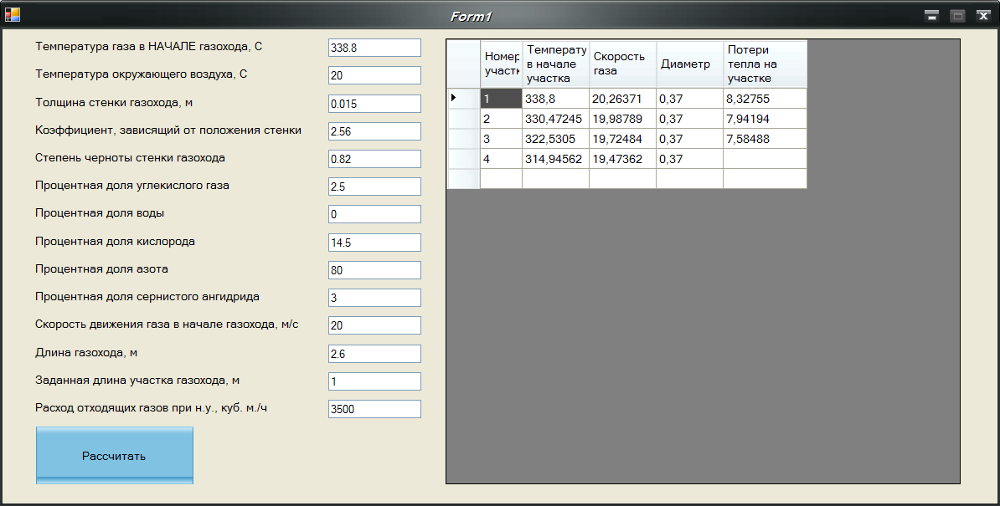 Form1
Температура газа в НАЧАЛЕ газохода, С 338.8
Температура окружающего воздуха, С 20
Толщина стенки газохода, м 0.015
Коэффициент, зависящий от положения стенки 2.56
Степень черноты стенки газохода 0.82
Процентная доля углекислого газа 2.5
Процентная доля воды 0
Процентная доля кислорода 14.5
Процентная доля азота 80
Процентная доля сернистого ангидрида 3
Скорость движения газа в начале газохода, м/с 20
Длина газохода, м 2.6
Заданная длина участка газохода, м 1
Расход отходящих газов при н.у., куб. м./ч 3500
Рассчитать
Номер
участк
Температу
в начале
участка
Скорость
газа
Диаметр
Потери
тепла на
участке
1 338,8 20,26371 0,37 8,32755
2 330,47245 19,98789 0,37 7,94194
3 322,5305 19,72484 0,37 7,58488
4 314,94562 19,47362 0,37